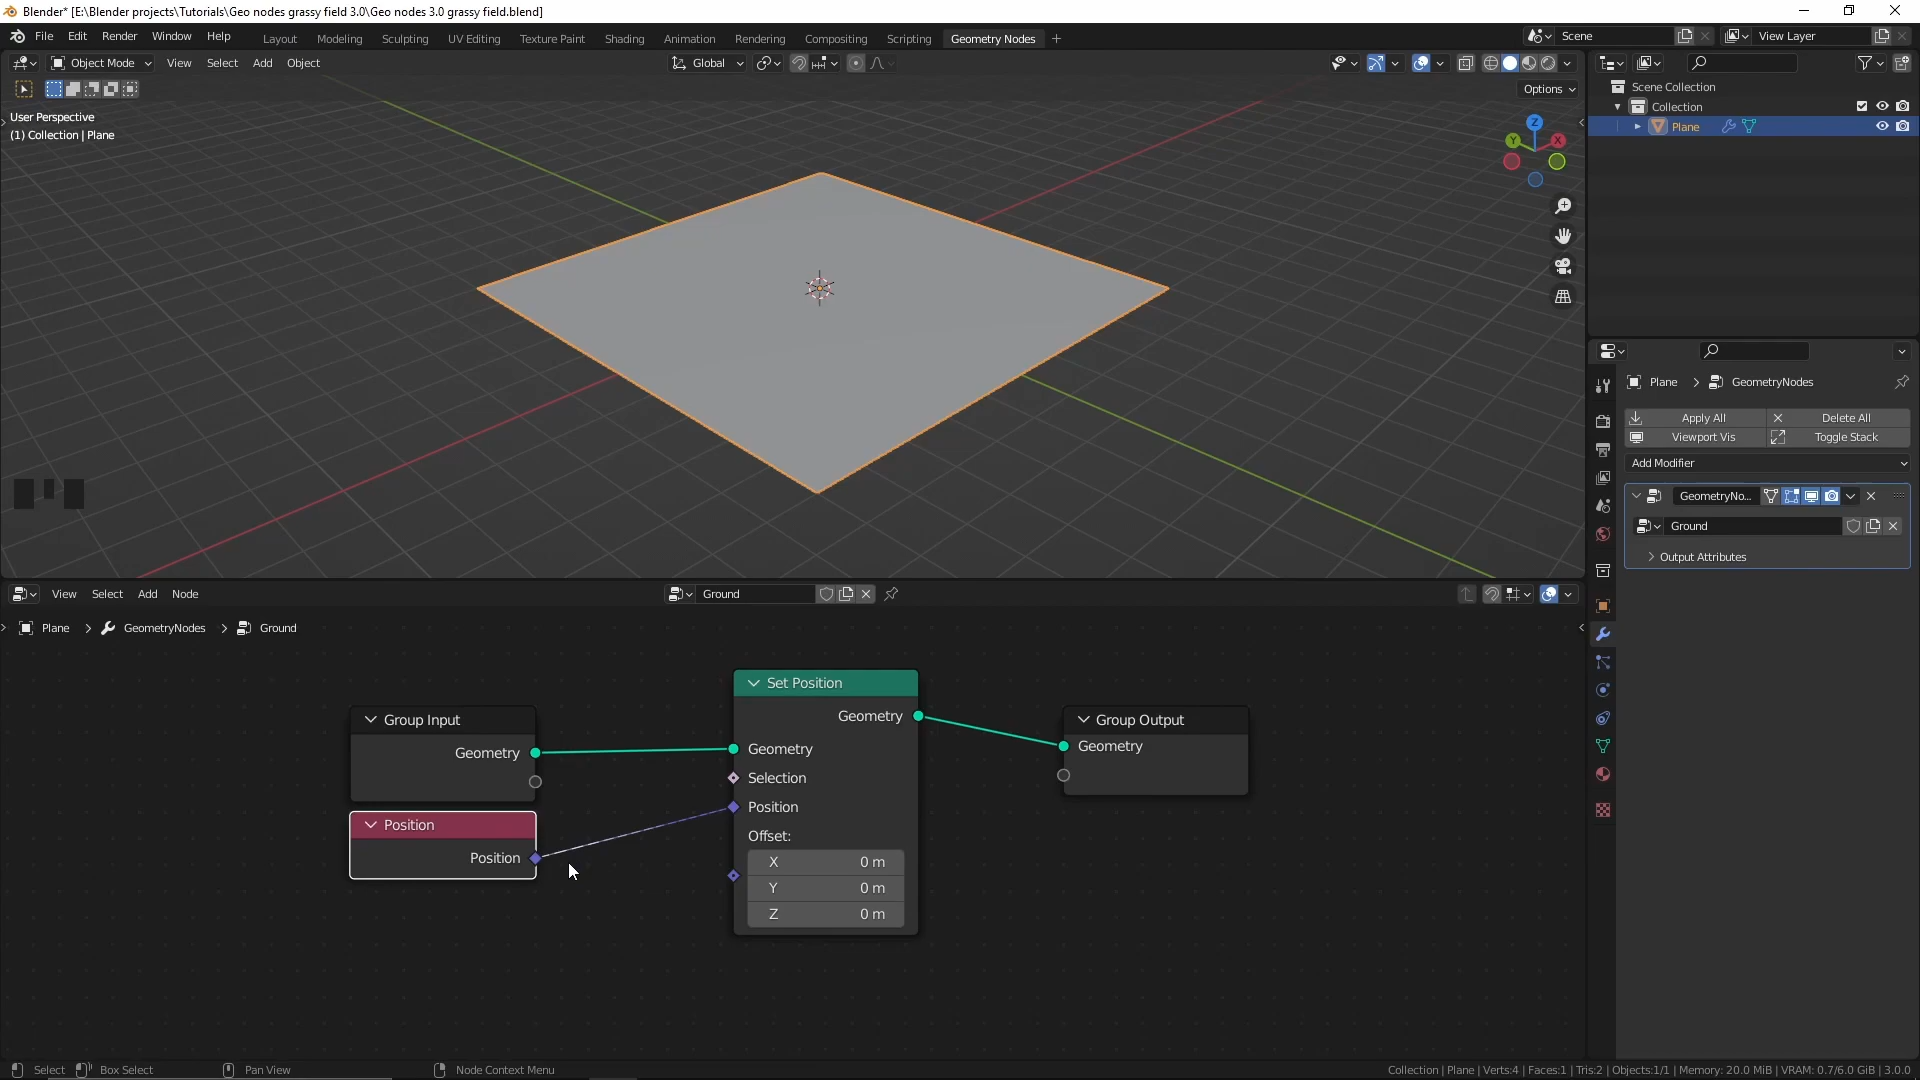 Blender* [E:\Blender projects\Tutorials\Geo nodes grassy field 3.0\Geo nodes 3.0 grassy field.blend]
File Edit Render Window Help Layout Modeling Sculpting UV Editing Texture Paint Shading Animation Rendering Compositing Scripting Geometry Nodes + Scene View Layer
Object Mode View Select Add Object Global
Options
User Perspective
(1) Collection | Plane
Z
Y X
Scene Collection
Collection
Plane
Plane > GeometryNodes
Apply All Delete All
Viewport Vis Toggle Stack
Add Modifier
GeometryNo...
Ground
Output Attributes
View Select Add Node Ground
Plane > GeometryNodes > Ground
Group Input
Geometry
Position
Position
Set Position
Geometry
Geometry
Selection
Position
Offset:
X 0 m
Y 0 m
Z 0 m
Group Output
Geometry
Select Box Select Pan View Node Context Menu Collection | Plane | Verts:4 | Faces:1 | Tris:2 | Objects:1/1 | Memory: 20.0 MiB | VRAM: 0.7/6.0 GiB | 3.0.0